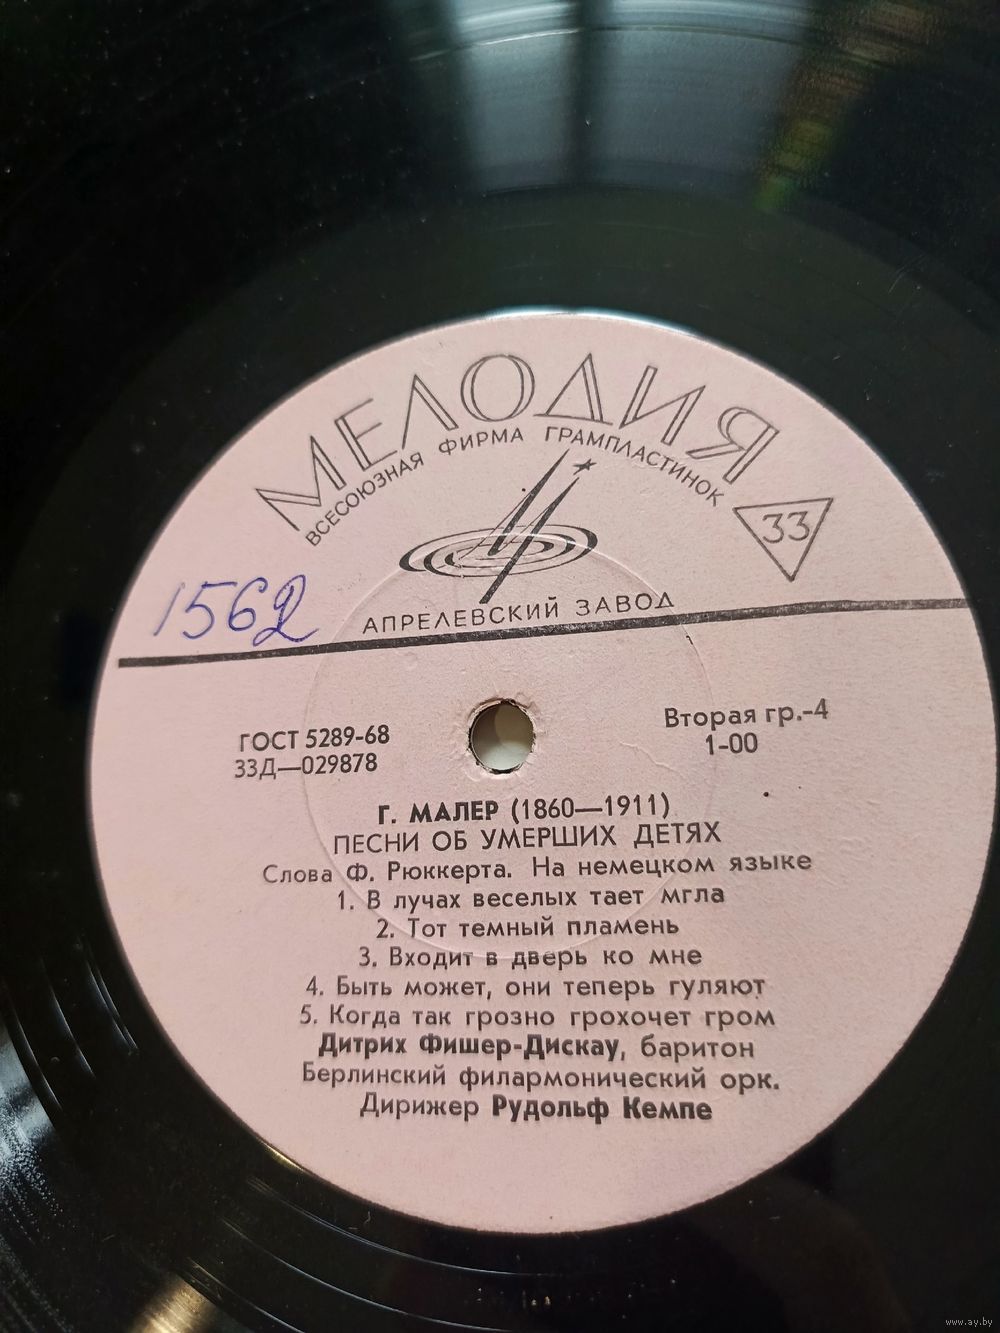 МЕЛОДИЯ
ВСЕСОЮЗНАЯ ФИРМА ГРАМПЛАСТИНОК
33
АПРЕЛЕВСКИЙ ЗАВОД
1562
ГОСТ 5289-68
33Д—029878
Вторая гр.-4
1-00
Г. МАЛЕР (1860—1911)
ПЕСНИ ОБ УМЕРШИХ ДЕТЯХ
Слова Ф. Рюккерта. На немецком языке
1. В лучах веселых тает мгла
2. Тот темный пламень
3. Входит в дверь ко мне
4. Быть может, они теперь гуляют
5. Когда так грозно грохочет гром
Дитрих Фишер-Дискау, баритон
Берлинский филармонический орк.
Дирижер Рудольф Кемпе
www.ay.by